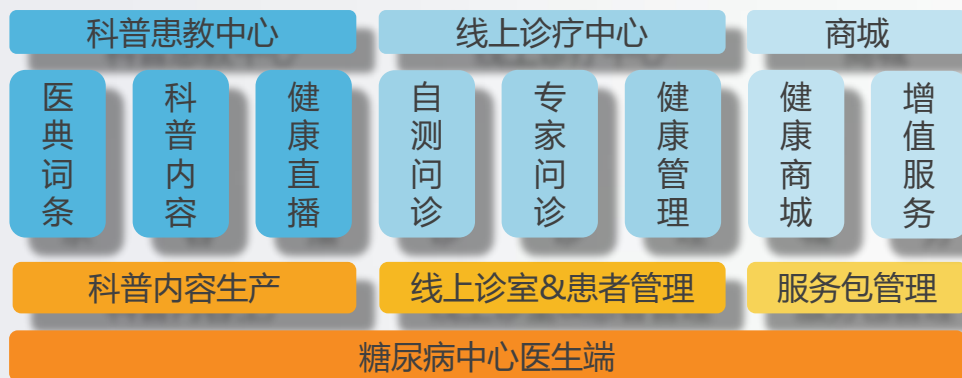 科普患教中心
线上诊疗中心
商城
医典词条
科普内容
健康直播
自测问诊
专家问诊
健康管理
健康商城
增值服务
科普内容生产
线上诊室&患者管理
服务包管理
糖尿病中心医生端